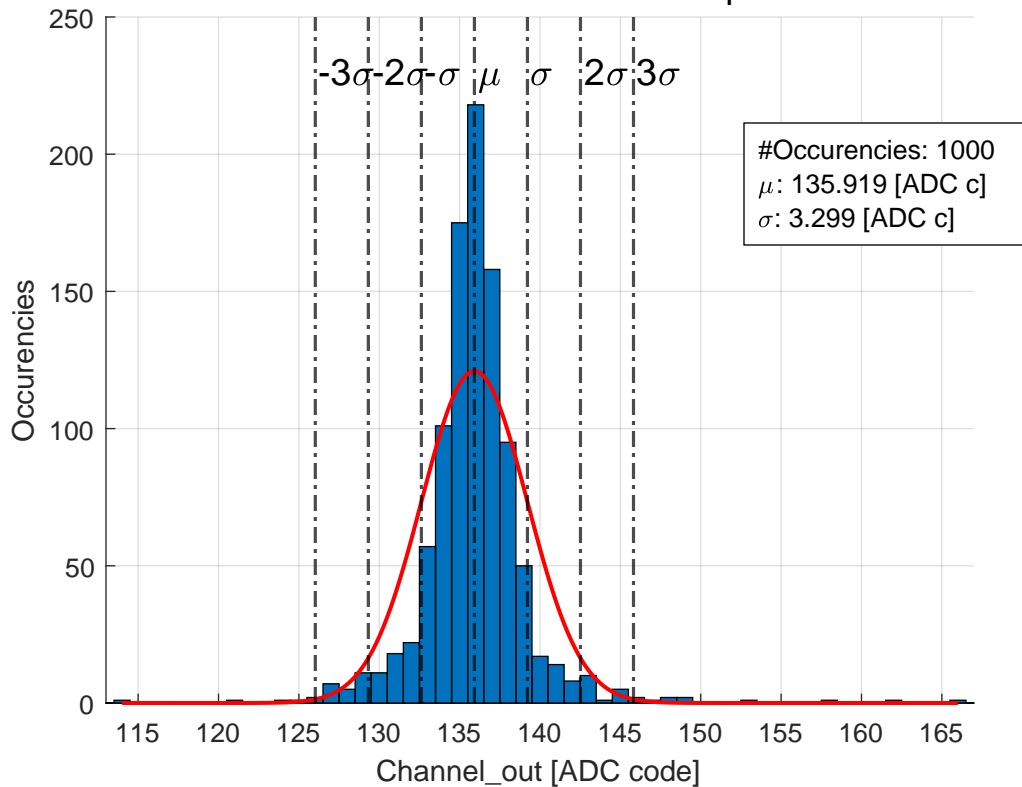 250
-3σ -2σ -σ μ σ 2σ 3σ
200
#Occurencies: 1000
μ: 135.919 [ADC c]
σ: 3.299 [ADC c]
150
Occurencies
100
50
0
115 120 125 130 135 140 145 150 155 160 165
Channel_out [ADC code]